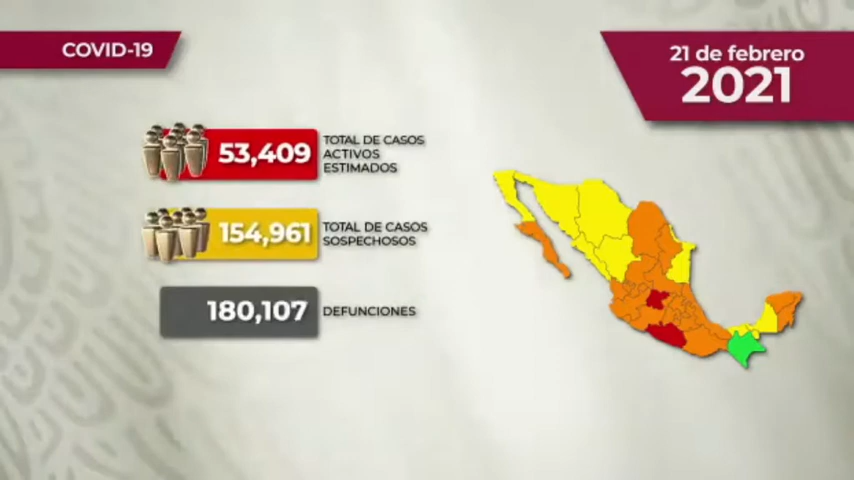 COVID-19
21 de febrero
2021
53,409
TOTAL DE CASOS
ACTIVOS
ESTIMADOS
154,961
TOTAL DE CASOS
SOSPECHOSOS
180,107
DEFUNCIONES